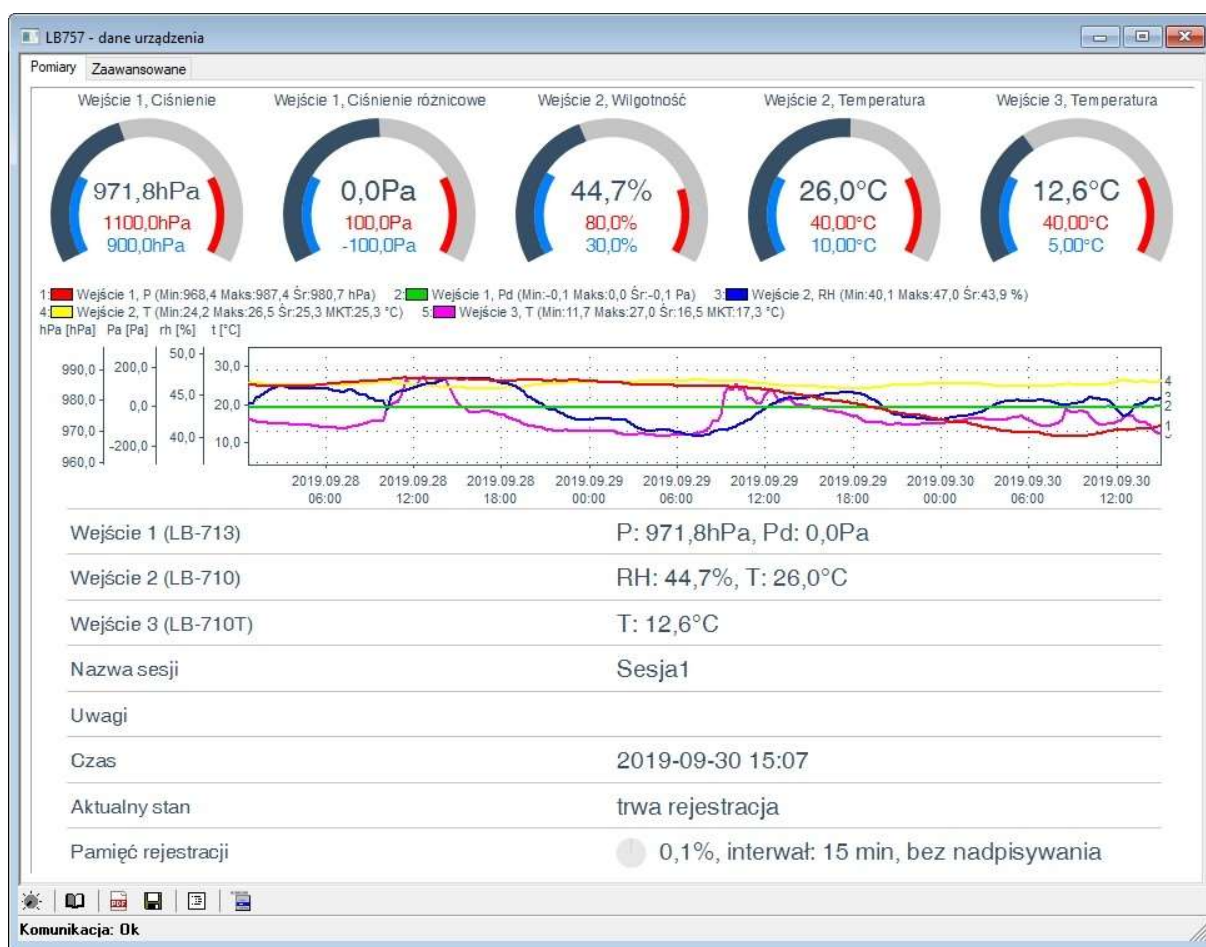 LB757 - dane urządzenia
Pomiary Zaawansowane
Wejście 1, Ciśnienie
971,8hPa
1100,0hPa
900,0hPa
Wejście 1, Ciśnienie różnicowe
0,0Pa
100,0Pa
-100,0Pa
Wejście 2, Wilgotność
44,7%
80,0%
30,0%
Wejście 2, Temperatura
26,0°C
40,00°C
10,00°C
Wejście 3, Temperatura
12,6°C
40,00°C
5,00°C
1: Wejście 1, P (Min:968,4 Maks:987,4 Śr:980,7 hPa) 2: Wejście 1, Pd (Min:-0,1 Maks:0,0 Śr:-0,1 Pa) 3: Wejście 2, RH (Min:40,1 Maks:47,0 Śr:43,9 %)
4: Wejście 2, T (Min:24,2 Maks:26,5 Śr:25,3 MKT:25,3 °C) 5: Wejście 3, T (Min:11,7 Maks:27,0 Śr:16,5 MKT:17,3 °C)
hPa [hPa] Pa [Pa] rh [%] t [°C]
990,0
980,0
970,0
960,0
200,0
0,0
-200,0
50,0
45,0
40,0
30,0
20,0
10,0
4
3
2
1
2019.09.28 2019.09.28 2019.09.28 2019.09.29 2019.09.29 2019.09.29 2019.09.29 2019.09.30 2019.09.30 2019.09.30
06:00 12:00 18:00 00:00 06:00 12:00 18:00 00:00 06:00 12:00
Wejście 1 (LB-713) P: 971,8hPa, Pd: 0,0Pa
Wejście 2 (LB-710) RH: 44,7%, T: 26,0°C
Wejście 3 (LB-710T) T: 12,6°C
Nazwa sesji Sesja1
Uwagi
Czas 2019-09-30 15:07
Aktualny stan trwa rejestracja
Pamięć rejestracji 0,1%, interwał: 15 min, bez nadpisywania
PDF
Komunikacja: Ok